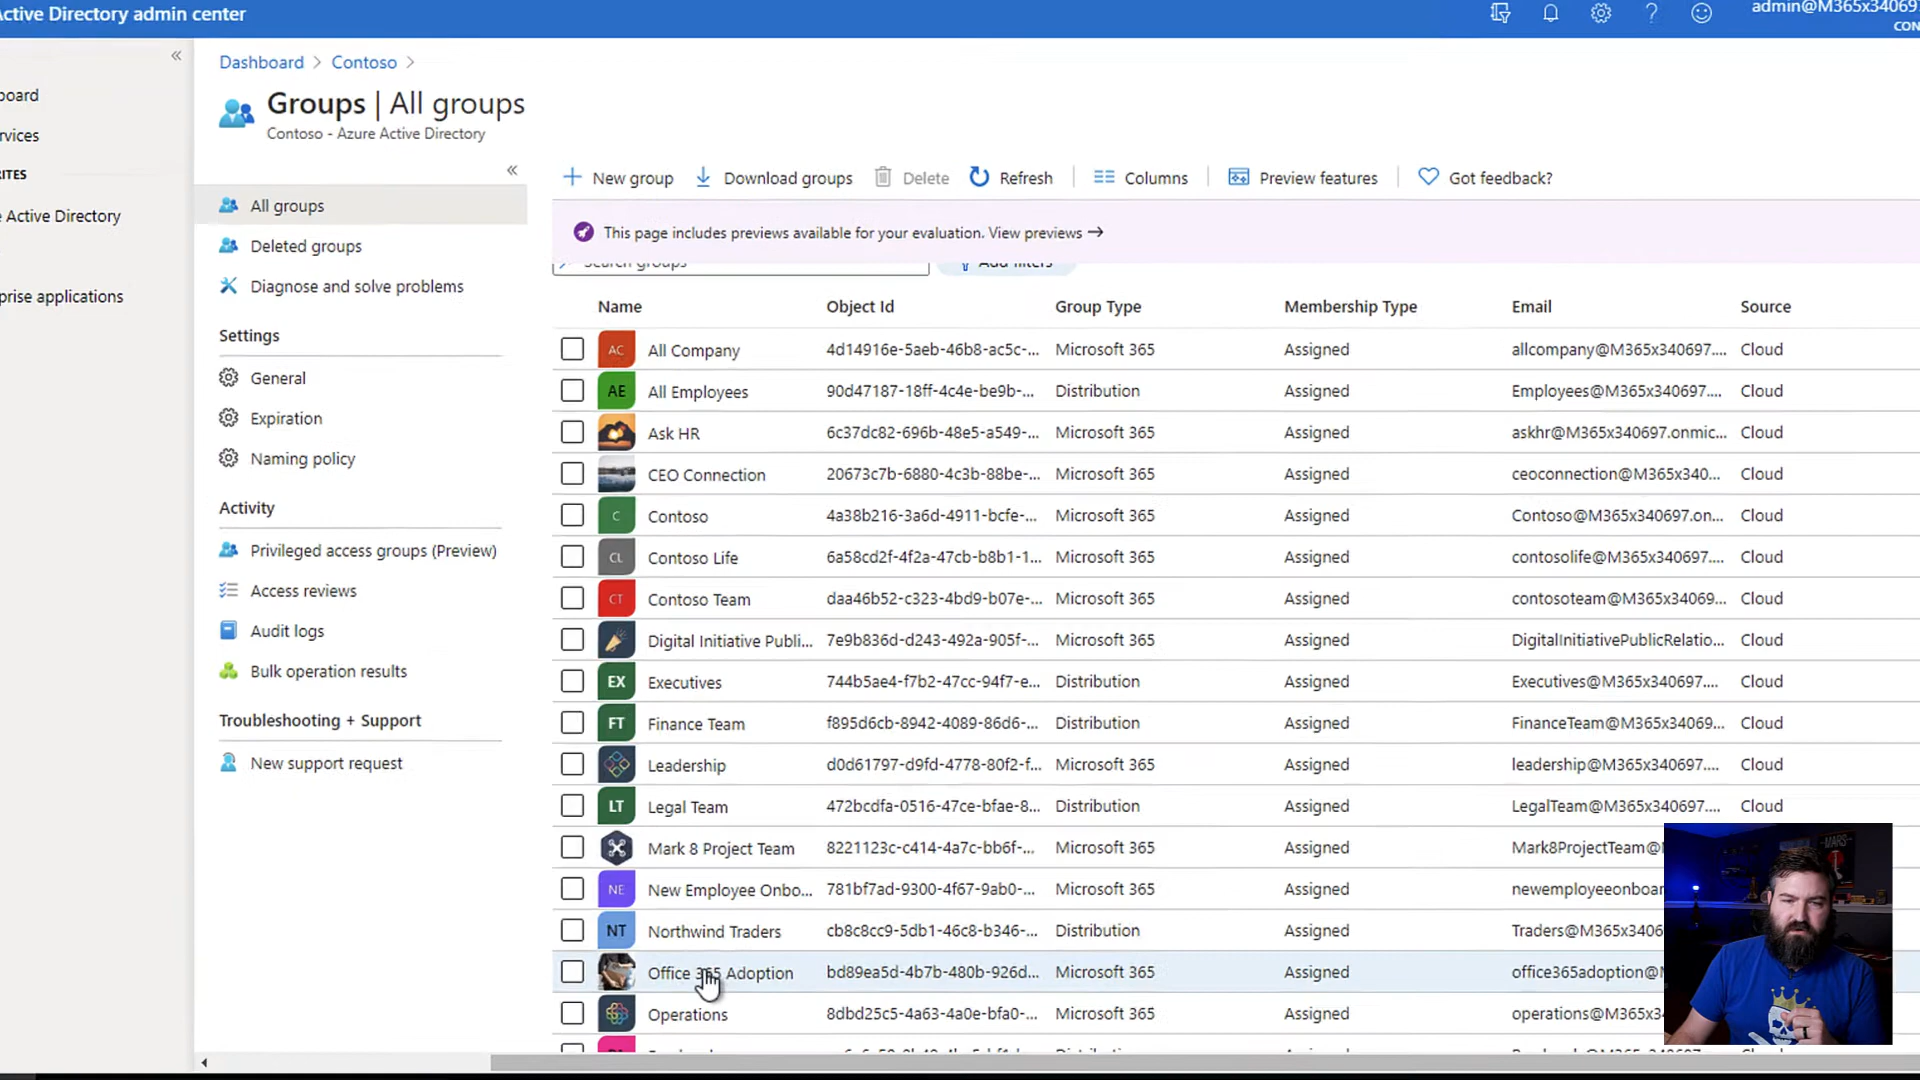 Active Directory admin center
admin@M365x340697
CON
board
rvices
RITES
e Active Directory
prise applications
Dashboard > Contoso >
Groups | All groups
Contoso - Azure Active Directory
All groups
Deleted groups
Diagnose and solve problems
Settings
General
Expiration
Naming policy
Activity
Privileged access groups (Preview)
Access reviews
Audit logs
Bulk operation results
Troubleshooting + Support
New support request
New group Download groups Delete Refresh Columns Preview features Got feedback?
This page includes previews available for your evaluation. View previews →
Search groups Add filters
Name Object Id Group Type Membership Type Email Source
AC All Company 4d14916e-5aeb-46b8-ac5c-... Microsoft 365 Assigned allcompany@M365x340697.... Cloud
AE All Employees 90d47187-18ff-4c4e-be9b-... Distribution Assigned Employees@M365x340697.... Cloud
Ask HR 6c37dc82-696b-48e5-a549-... Microsoft 365 Assigned askhr@M365x340697.onmic... Cloud
CEO Connection 20673c7b-6880-4c3b-88be-... Microsoft 365 Assigned ceoconnection@M365x340... Cloud
C Contoso 4a38b216-3a6d-4911-bcfe-... Microsoft 365 Assigned Contoso@M365x340697.on... Cloud
CL Contoso Life 6a58cd2f-4f2a-47cb-b8b1-1... Microsoft 365 Assigned contosolife@M365x340697.... Cloud
CT Contoso Team daa46b52-c323-4bd9-b07e-... Microsoft 365 Assigned contosoteam@M365x34069... Cloud
Digital Initiative Publi... 7e9b836d-d243-492a-905f-... Microsoft 365 Assigned DigitalInitiativePublicRelatio... Cloud
EX Executives 744b5ae4-f7b2-47cc-94f7-e... Distribution Assigned Executives@M365x340697.... Cloud
FT Finance Team f895d6cb-8942-4089-86d6-... Distribution Assigned FinanceTeam@M365x34069... Cloud
Leadership d0d61797-d9fd-4778-80f2-f... Microsoft 365 Assigned leadership@M365x340697.... Cloud
LT Legal Team 472bcdfa-0516-47ce-bfae-8... Distribution Assigned LegalTeam@M365x340697.... Cloud
Mark 8 Project Team 8221123c-c414-4a7c-bb6f-... Microsoft 365 Assigned Mark8ProjectTeam@M
NE New Employee Onbo... 781bf7ad-9300-4f67-9ab0-... Microsoft 365 Assigned newemployeeonboar
NT Northwind Traders cb8c8cc9-5db1-46c8-b346-... Distribution Assigned Traders@M365x34069
Office 365 Adoption bd89ea5d-4b7b-480b-926d... Microsoft 365 Assigned office365adoption@
Operations 8dbd25c5-4a63-4a0e-bfa0-... Microsoft 365 Assigned operations@M365x34
MARS